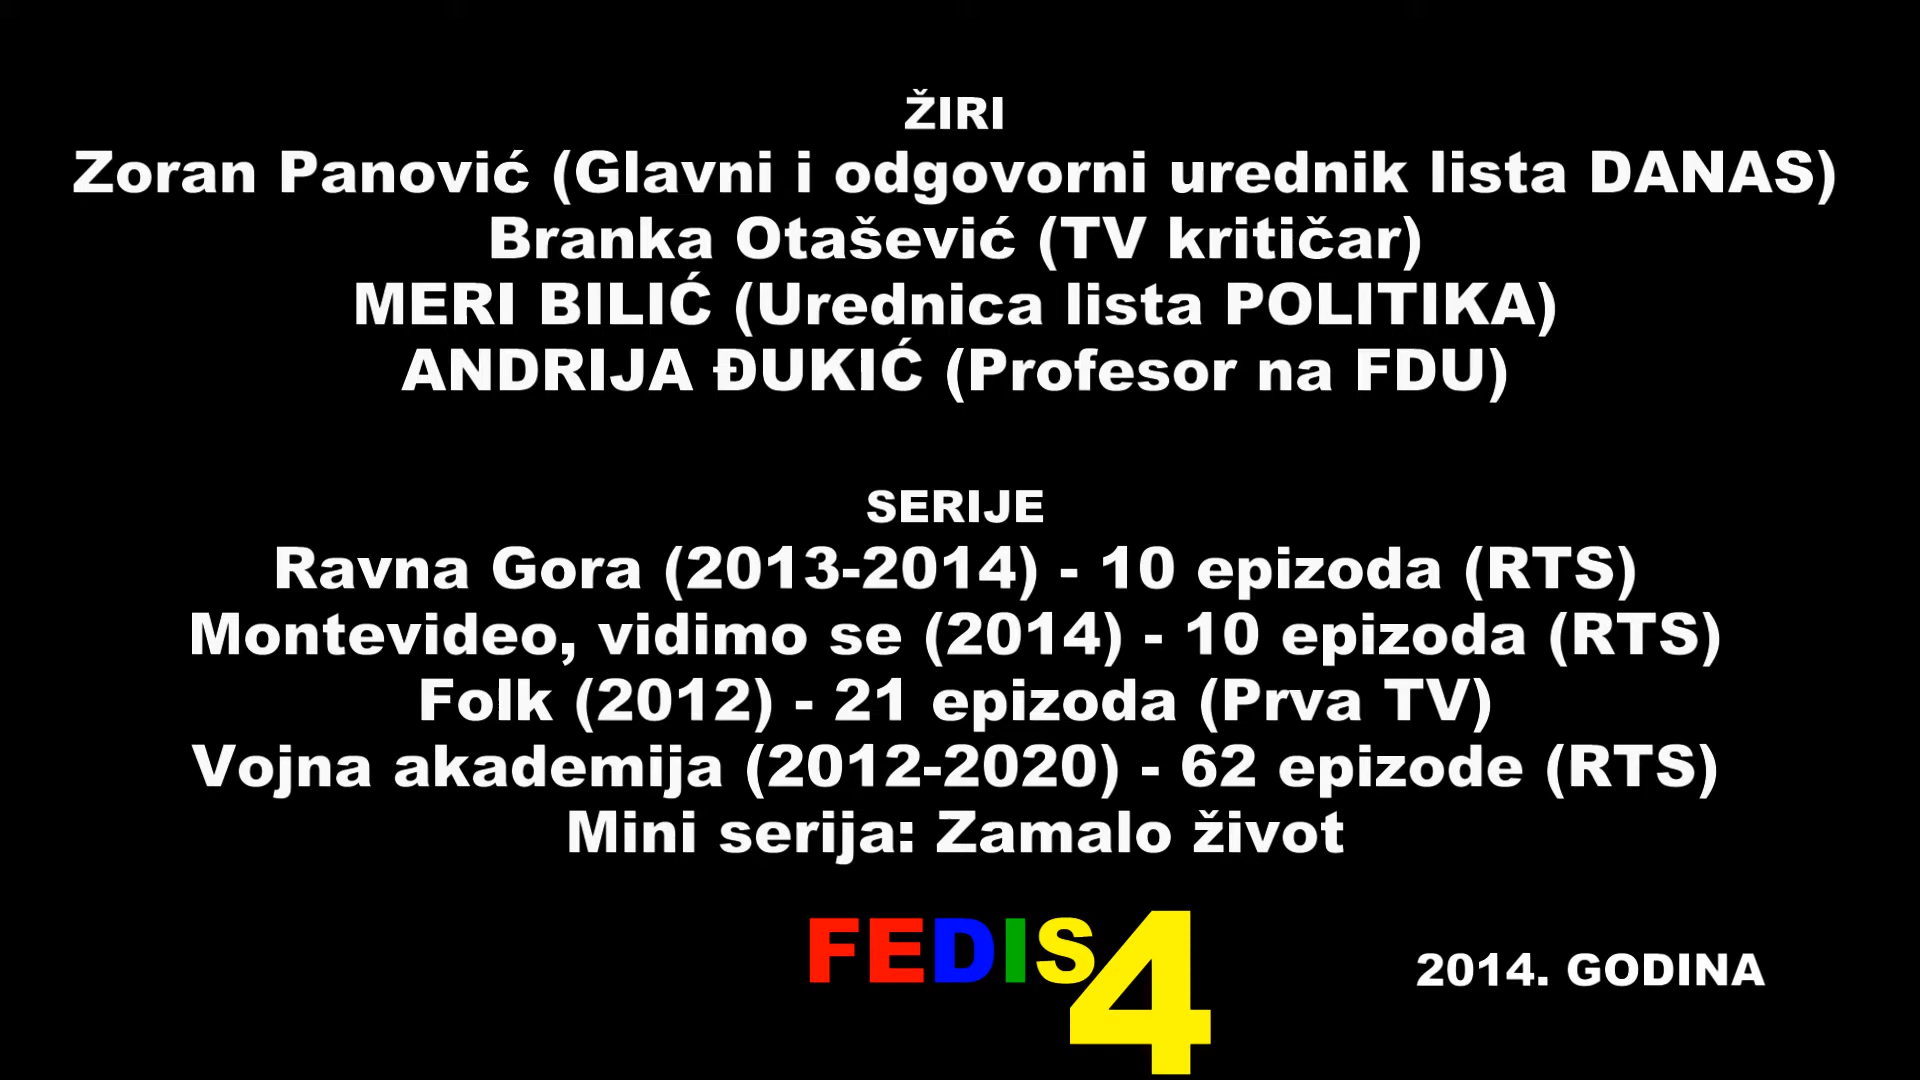 ŽIRI
Zoran Panović (Glavni i odgovorni urednik lista DANAS)
Branka Otašević (TV kritičar)
MERI BILIĆ (Urednica lista POLITIKA)
ANDRIJA ĐUKIĆ (Profesor na FDU)
SERIJE
Ravna Gora (2013-2014) - 10 epizoda (RTS)
Montevideo, vidimo se (2014) - 10 epizoda (RTS)
Folk (2012) - 21 epizoda (Prva TV)
Vojna akademija (2012-2020) - 62 epizode (RTS)
Mini serija: Zamalo život
FEDIS4
2014. GODINA